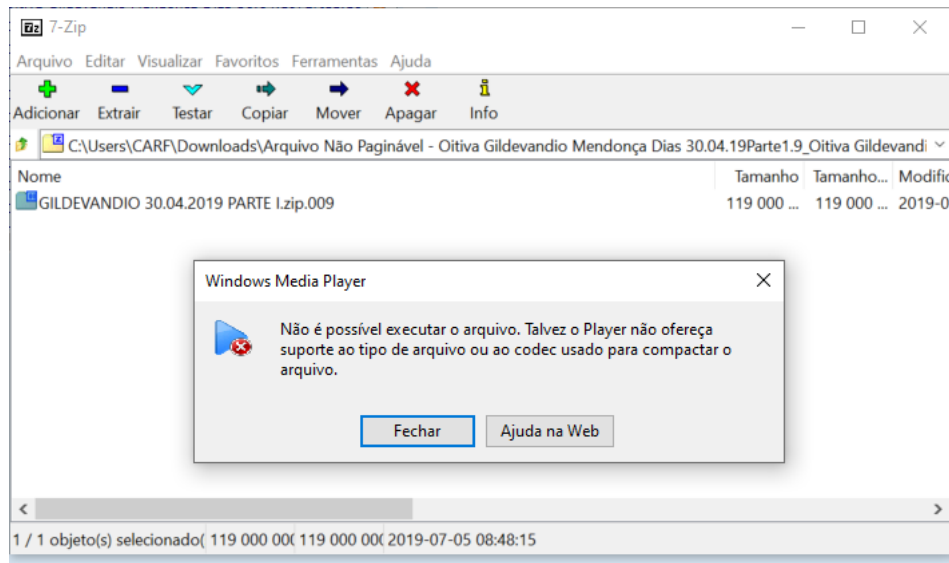 7-Zip
Arquivo Editar Visualizar Favoritos Ferramentas Ajuda
Adicionar Extrair Testar Copiar Mover Apagar Info
C:\Users\CARF\Downloads\Arquivo Não Paginável - Oitiva Gildevandio Mendonça Dias 30.04.19Parte1.9_Oitiva Gildevandi
Nome Tamanho Tamanho... Modific
GILDEVANDIO 30.04.2019 PARTE I.zip.009 119 000 ... 119 000 ... 2019-0
Windows Media Player
Não é possível executar o arquivo. Talvez o Player não ofereça
suporte ao tipo de arquivo ou ao codec usado para compactar o
arquivo.
Fechar Ajuda na Web
1 / 1 objeto(s) selecionado( 119 000 00( 119 000 00( 2019-07-05 08:48:15